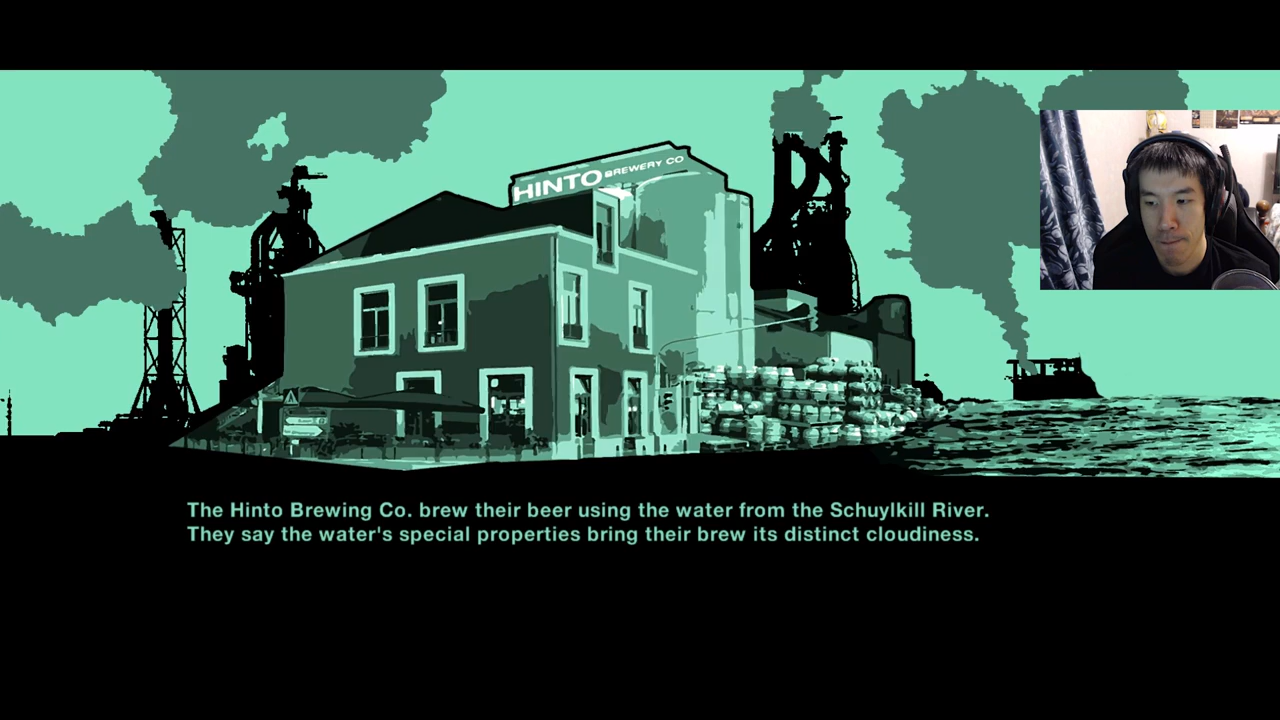 HINTO BREWERY CO
The Hinto Brewing Co. brew their beer using the water from the Schuylkill River.
They say the water's special properties bring their brew its distinct cloudiness.